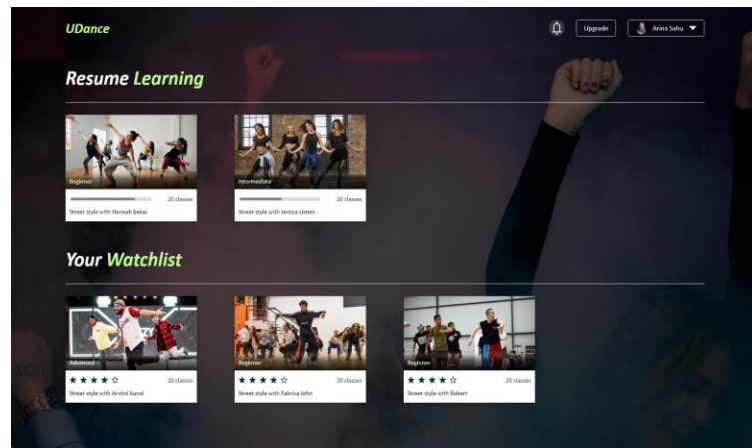 UDance
Upgrade
Arina Sahu
Resume Learning
Beginner
20 classes
Street style with Hennah bekar
Intermediate
20 classes
Street style with Jersica sisters
Your Watchlist
Advanced
20 classes
Street style with Arvind kunal
Beginner
20 classes
Street style with Fabrica John
Beginner
20 classes
Street style with Robert